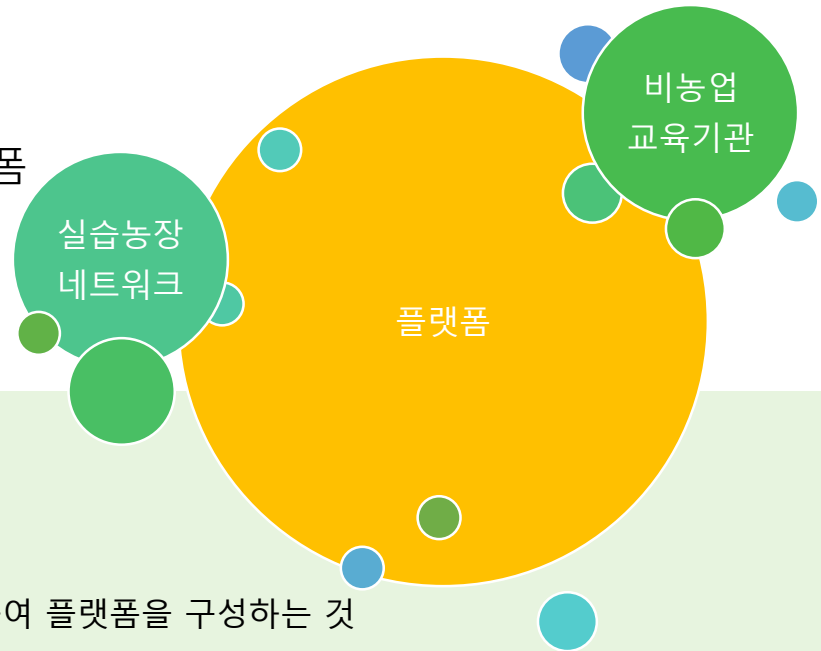 비농업
교육기관
폼
실습농장
네트워크
플랫폼
여 플랫폼을 구성하는 것